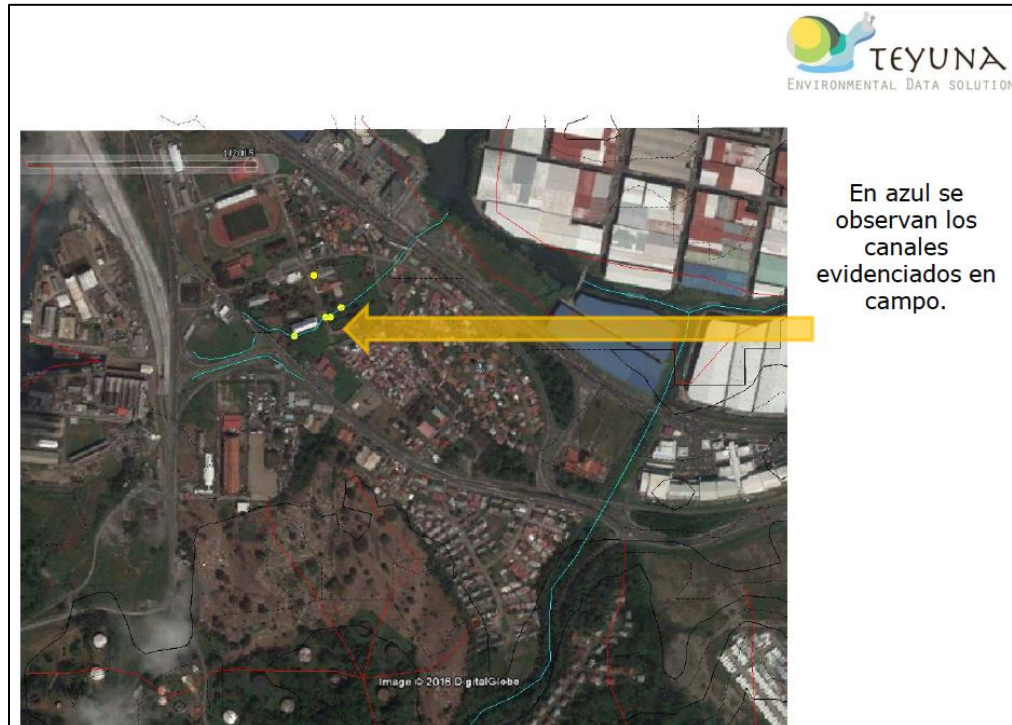 TEYUNA
ENVIRONMENTAL DATA SOLUTION
En azul se
observan los
canales
evidenciados en
campo.
Image © 2016 DigitalGlobe